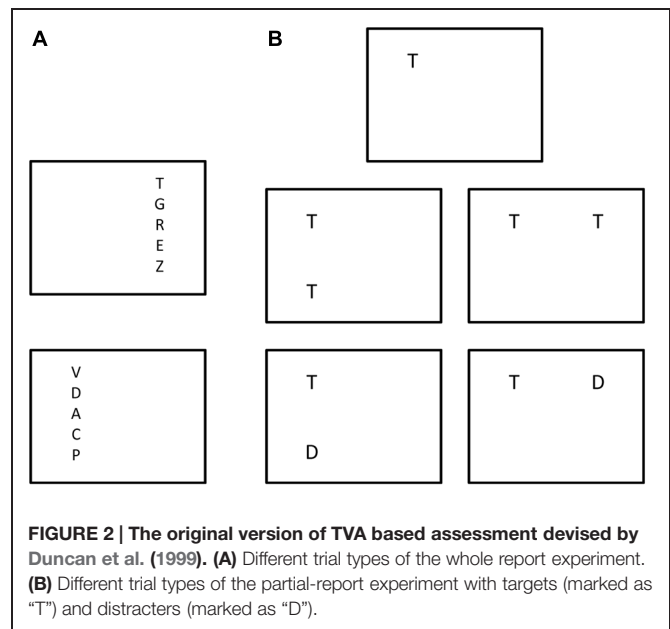 A
B
T
T
G
R
E
Z
T
T
T
T
V
D
A
C
P
T
D
T D
FIGURE 2 | The original version of TVA based assessment devised by
Duncan et al. (1999). (A) Different trial types of the whole report experiment.
(B) Different trial types of the partial-report experiment with targets (marked as
“T”) and distracters (marked as “D”).